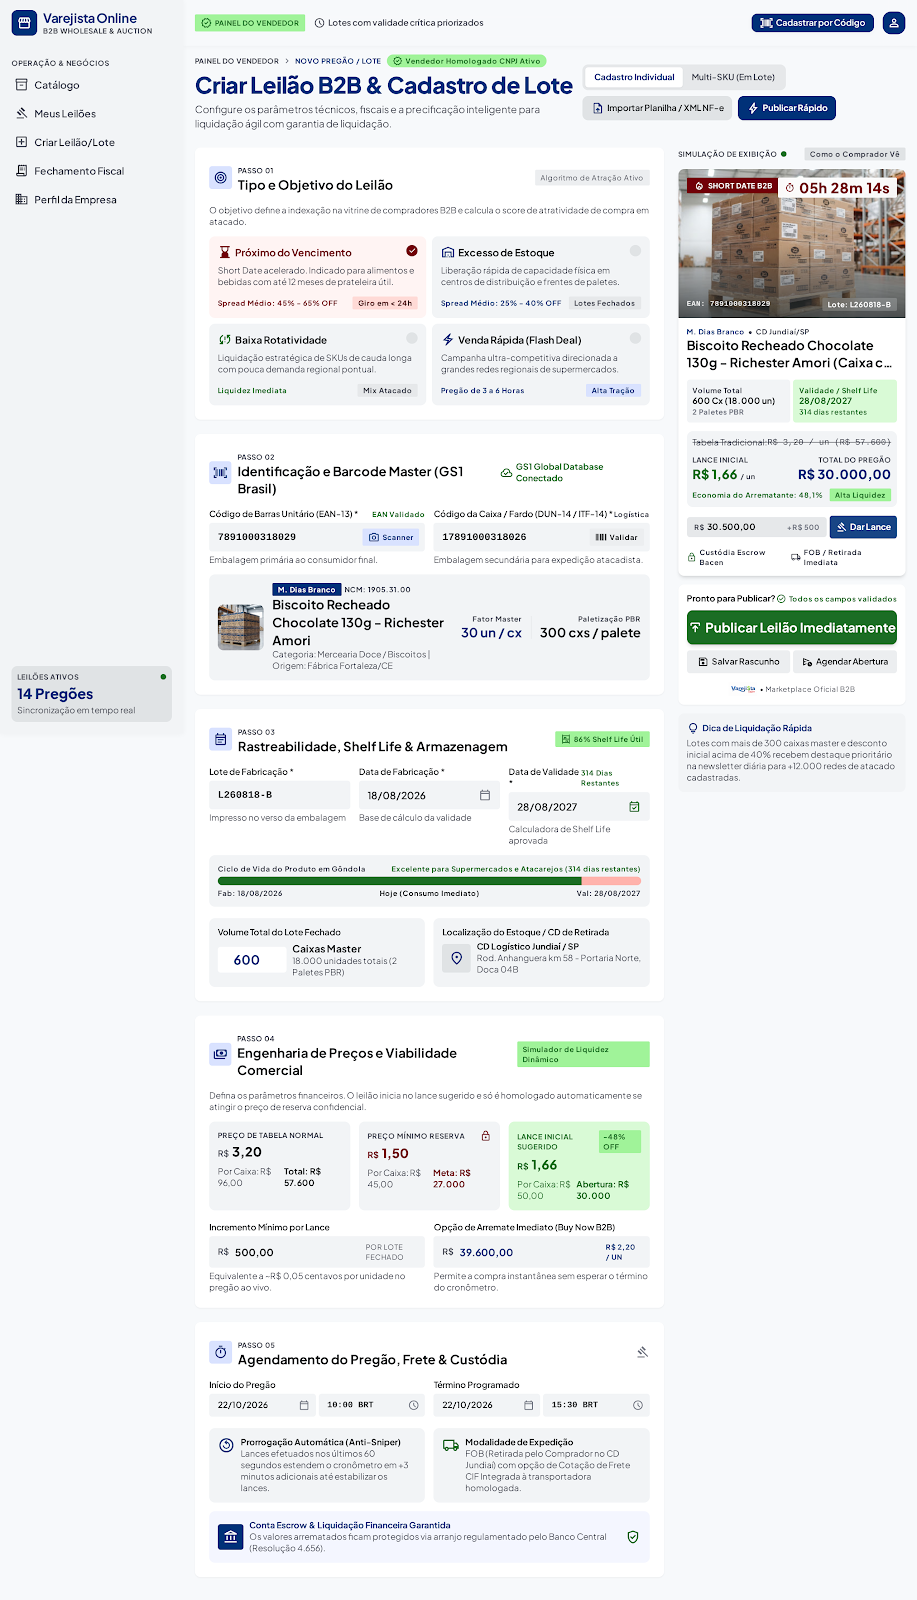 Varejista Online
B2B WHOLESALE & AUCTION
OPERAÇÃO & NEGÓCIOS
Catálogo
Meus Leilões
Criar Leilão/Lote
Fechamento Fiscal
Perfil da Empresa
LEILÕES ATIVOS
14 Pregões
Sincronização em tempo real
PAINEL DO VENDEDOR
Lotes com validade crítica priorizados
Cadastrar por Código
PAINEL DO VENDEDOR > NOVO PREGÃO / LOTE
Vendedor Homologado CNPJ Ativo
Criar Leilão B2B & Cadastro de Lote
Configure os parâmetros técnicos, fiscais e a precificação inteligente para
liquidação ágil com garantia de liquidação.
Cadastro Individual
Multi-SKU (Em Lote)
Importar Planilha / XML NF-e
Publicar Rápido
PASSO 01
Tipo e Objetivo do Leilão
Algoritmo de Atração Ativo
O objetivo define a indexação na vitrine de compradores B2B e calcula o score de atratividade de compra em
atacado.
Próximo do Vencimento
Short Date acelerado. Indicado para alimentos e
bebidas com até 12 meses de prateleira útil.
Spread Médio: 45% - 65% OFF
Giro em < 24h
Excesso de Estoque
Liberação rápida de capacidade física em
centros de distribuição e frentes de paletes.
Spread Médio: 25% - 40% OFF
Lotes Fechados
Baixa Rotatividade
Liquidação estratégica de SKUs de cauda longa
com pouca demanda regional pontual.
Liquidez Imediata
Mix Atacado
Venda Rápida (Flash Deal)
Campanha ultra-competitiva direcionada a
grandes redes regionais de supermercados.
Pregão de 3 a 6 Horas
Alta Tração
PASSO 02
Identificação e Barcode Master (GS1
Brasil)
GS1 Global Database
Conectado
Código de Barras Unitário (EAN-13) *
EAN Validado
7891000318029
Scanner
Embalagem primária ao consumidor final.
Código da Caixa / Fardo (DUN-14 / ITF-14) *
Logística
17891000318026
Validar
Embalagem secundária para expedição atacadista.
M. Dias Branco
NCM: 1905.31.00
Biscoito Recheado
Chocolate 130g - Richester
Amori
Categoria: Mercearia Doce / Biscoitos |
Origem: Fábrica Fortaleza/CE
Fator Master
30 un / cx
Paletização PBR
300 cxs / palete
PASSO 03
Rastreabilidade, Shelf Life & Armazenagem
86% Shelf Life Útil
Lote de Fabricação *
L260818-B
Impresso no verso da embalagem
Data de Fabricação *
18/08/2026
Base de cálculo da validade
Data de Validade
*
314 Dias
Restantes
28/08/2027
Calculadora de Shelf Life
aprovada
Ciclo de Vida do Produto em Gôndola
Excelente para Supermercados e Atacarejos (314 dias restantes)
Fab: 18/08/2026
Hoje (Consumo Imediato)
Val: 28/08/2027
Volume Total do Lote Fechado
600
Caixas Master
18.000 unidades totais (2
Paletes PBR)
Localização do Estoque / CD de Retirada
CD Logístico Jundiaí / SP
Rod. Anhanguera km 58 - Portaria Norte,
Doca 04B
PASSO 04
Engenharia de Preços e Viabilidade
Comercial
Simulador de Liquidez
Dinâmico
Defina os parâmetros financeiros. O leilão inicia no lance sugerido e só é homologado automaticamente se
atingir o preço de reserva confidencial.
PREÇO DE TABELA NORMAL
R$ 3,20
Por Caixa: R$
96,00
Total: R$
57.600
PREÇO MÍNIMO RESERVA
R$ 1,50
Por Caixa: R$
45,00
Meta: R$
27.000
LANCE INICIAL
SUGERIDO
-48%
OFF
R$ 1,66
Por Caixa: R$
50,00
Abertura: R$
30.000
Incremento Mínimo por Lance
R$ 500,00
POR LOTE
FECHADO
Equivalente a ~R$ 0,05 centavos por unidade no
pregão ao vivo.
Opção de Arremate Imediato (Buy Now B2B)
R$ 39.600,00
R$ 2,20
/ UN
Permite a compra instantânea sem esperar o término
do cronômetro.
PASSO 05
Agendamento do Pregão, Frete & Custódia
Início do Pregão
22/10/2026
10:00 BRT
Término Programado
22/10/2026
15:30 BRT
Prorrogação Automática (Anti-Sniper)
Lances efetuados nos últimos 60
segundos estendem o cronômetro em +3
minutos adicionais até estabilizar os
lances.
Modalidade de Expedição
FOB (Retirada pelo Comprador no CD
Jundiaí) com opção de Cotação de Frete
CIF Integrada à transportadora
homologada.
Conta Escrow & Liquidação Financeira Garantida
Os valores arrematados ficam protegidos via arranjo regulamentado pelo Banco Central
(Resolução 4.656).
SIMULAÇÃO DE EXIBIÇÃO
Como o Comprador Vê
SHORT DATE B2B
05h 28m 14s
EAN: 7891000318029
Lote: L260818-B
M. Dias Branco • CD Jundiaí/SP
Biscoito Recheado Chocolate
130g - Richester Amori (Caixa c...
Volume Total
600 Cx (18.000 un)
2 Paletes PBR
Validade / Shelf Life
28/08/2027
314 dias restantes
Tabela Tradicional: R$ 3,20 / un (R$ 57.600)
LANCE INICIAL
R$ 1,66 / un
TOTAL DO PREGÃO
R$ 30.000,00
Economia do Arrematante: 48,1%
Alta Liquidez
R$ 30.500,00
+R$ 500
Dar Lance
Custódia Escrow
Bacen
FOB / Retirada
Imediata
Pronto para Publicar?
Todos os campos validados
Publicar Leilão Imediatamente
Salvar Rascunho
Agendar Abertura
Varejista • Marketplace Oficial B2B
Dica de Liquidação Rápida
Lotes com mais de 300 caixas master e desconto
inicial acima de 40% recebem destaque prioritário
na newsletter diária para +12.000 redes de atacado
cadastradas.